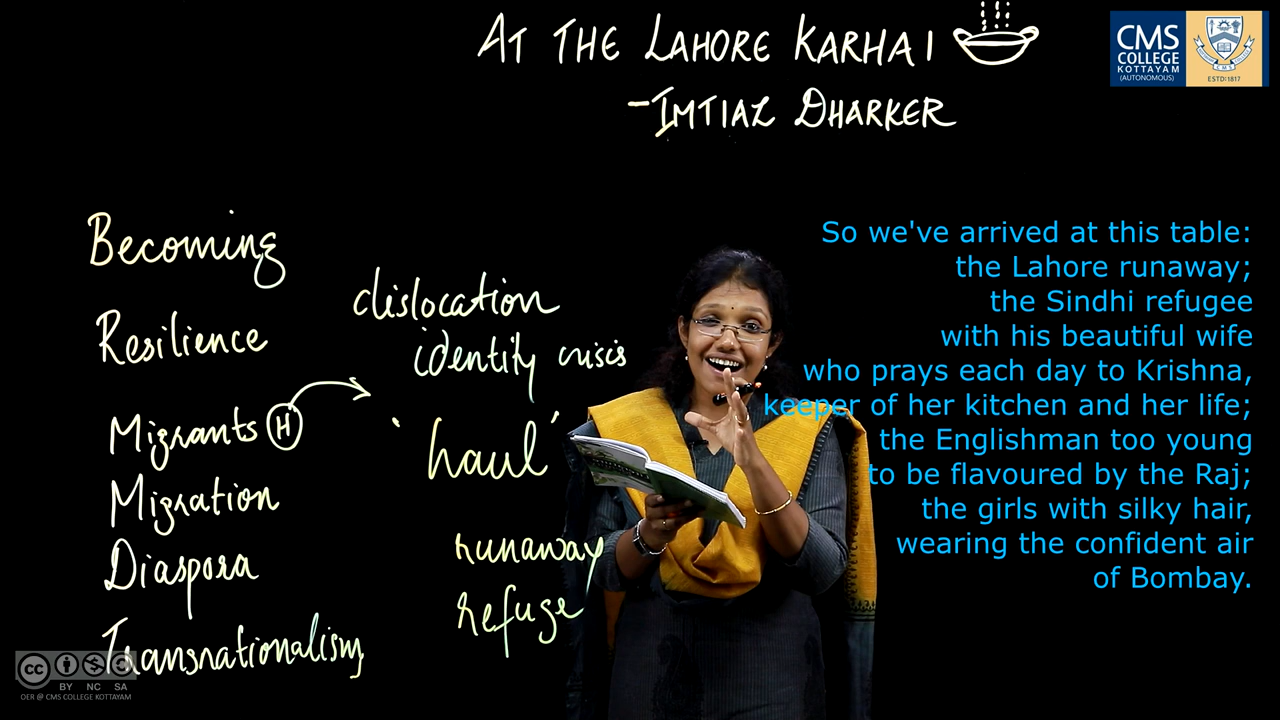 AT THE LAHORE KARHAI
-IMTIAZ DHARKER
CMS
COLLEGE
KOTTAYAM
(AUTONOMOUS)
ESTD:1817
Becoming
Resilience
Migrants H
Migration
Diaspora
Transnationalism
dislocation
identity crisis
'haul'
runaway
refuge
So we've arrived at this table:
the Lahore runaway;
the Sindhi refugee
with his beautiful wife
who prays each day to Krishna,
keeper of her kitchen and her life;
the Englishman too young
to be flavoured by the Raj;
the girls with silky hair,
wearing the confident air
of Bombay.
cc
BY NC SA
OER @ CMS COLLEGE KOTTAYAM